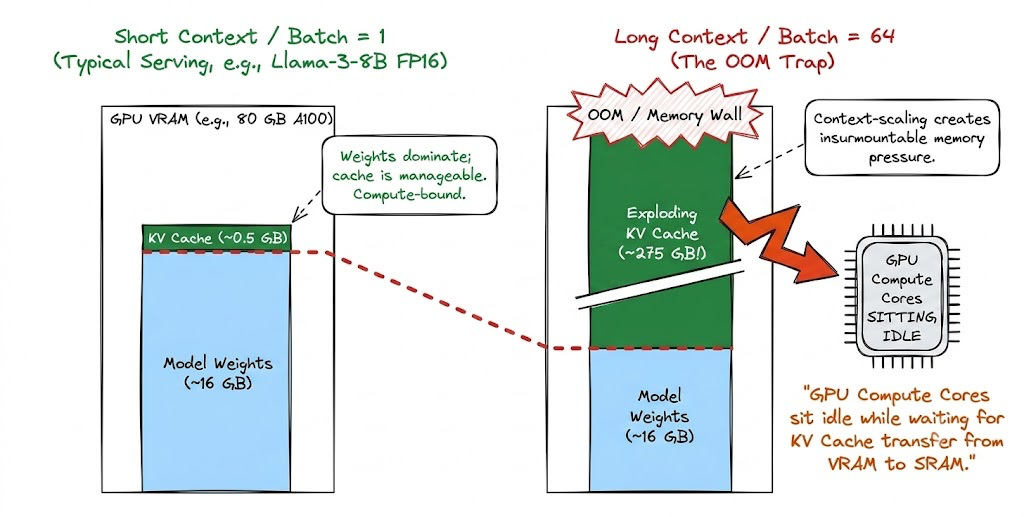 Short Context / Batch = 1
(Typical Serving, e.g., Llama-3-8B FP16)
GPU VRAM (e.g., 80 GB A100)
Weights dominate;
cache is manageable.
Compute-bound.
KV Cache (~0.5 GB)
Model Weights
(~16 GB)
Long Context / Batch = 64
(The OOM Trap)
OOM / Memory Wall
Context-scaling creates
insurmountable memory
pressure.
Exploding
KV Cache
(~275 GB!)
GPU
Compute
Cores
SITTING
IDLE
Model
Weights
(~16 GB)
"GPU Compute Cores
sit idle while waiting for
KV Cache transfer from
VRAM to SRAM."